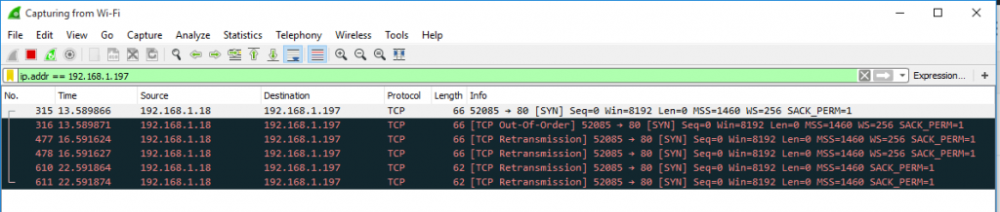 Capturing from Wi-Fi
File Edit View Go Capture Analyze Statistics Telephony Wireless Tools Help
ip.addr == 192.168.1.197 Expression... +
No. Time Source Destination Protocol Length Info
315 13.589866 192.168.1.18 192.168.1.197 TCP 66 52085 → 80 [SYN] Seq=0 Win=8192 Len=0 MSS=1460 WS=256 SACK_PERM=1
316 13.589871 192.168.1.18 192.168.1.197 TCP 66 [TCP Out-Of-Order] 52085 → 80 [SYN] Seq=0 Win=8192 Len=0 MSS=1460 WS=256 SACK_PERM=1
477 16.591624 192.168.1.18 192.168.1.197 TCP 66 [TCP Retransmission] 52085 → 80 [SYN] Seq=0 Win=8192 Len=0 MSS=1460 WS=256 SACK_PERM=1
478 16.591628 192.168.1.18 192.168.1.197 TCP 66 [TCP Retransmission] 52085 → 80 [SYN] Seq=0 Win=8192 Len=0 MSS=1460 WS=256 SACK_PERM=1
610 22.591864 192.168.1.18 192.168.1.197 TCP 62 [TCP Retransmission] 52085 → 80 [SYN] Seq=0 Win=8192 Len=0 MSS=1460 SACK_PERM=1
611 22.591874 192.168.1.18 192.168.1.197 TCP 62 [TCP Retransmission] 52085 → 80 [SYN] Seq=0 Win=8192 Len=0 MSS=1460 SACK_PERM=1